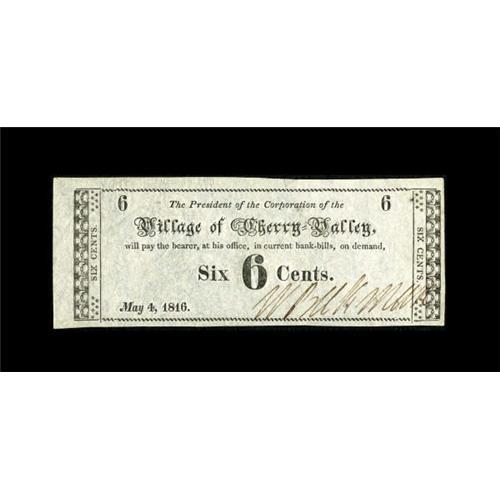 6 The President of the Corporation of the 6
Village of Cherry-Valley,
will pay the bearer, at his office, in current bank-bills, on demand,
Six 6 Cents.
May 4, 1816.
SIX CENTS.
SIX CENTS.